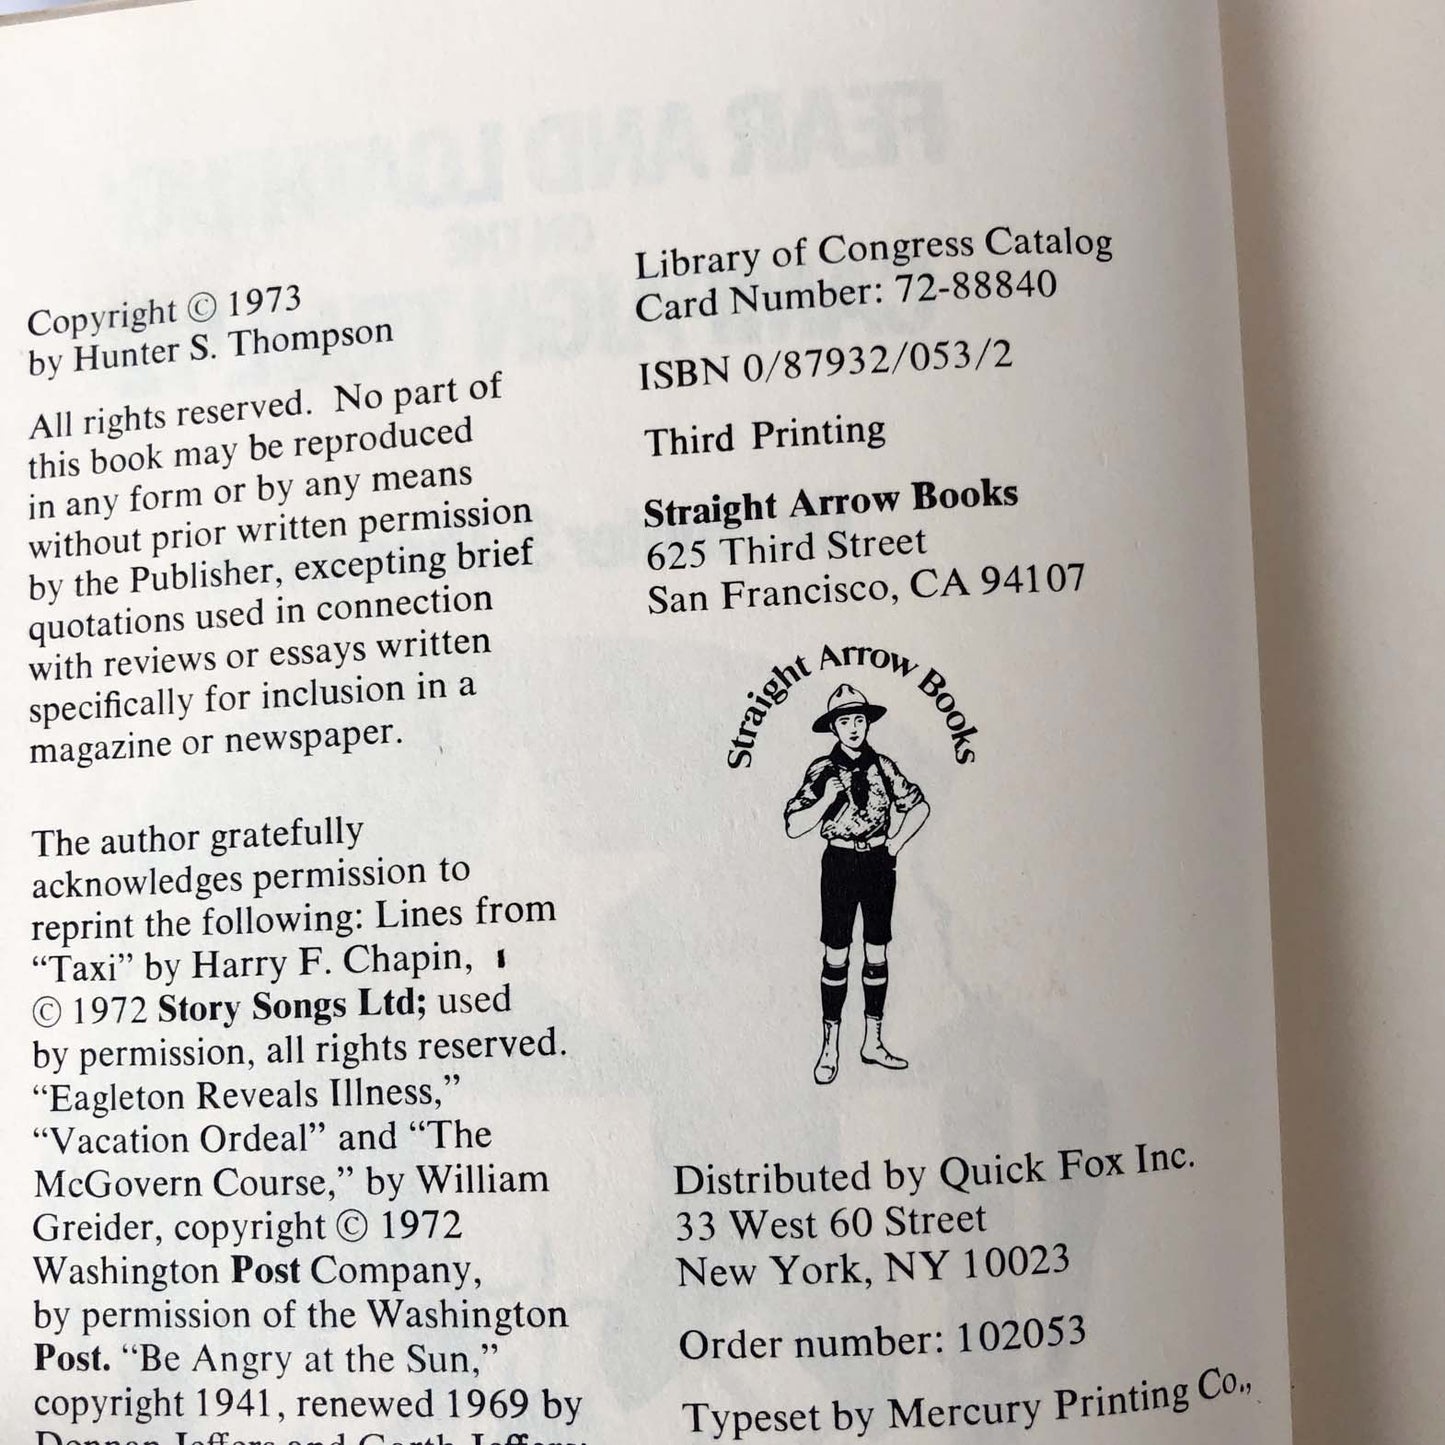 Copyright © 1973
by Hunter S. Thompson
All rights reserved. No part of
this book may be reproduced
in any form or by any means
without prior written permission
by the Publisher, excepting brief
quotations used in connection
with reviews or essays written
specifically for inclusion in a
magazine or newspaper.
The author gratefully
acknowledges permission to
reprint the following: Lines from
“Taxi” by Harry F. Chapin,
© 1972 Story Songs Ltd; used
by permission, all rights reserved.
“Eagleton Reveals Illness,”
“Vacation Ordeal” and “The
McGovern Course,” by William
Greider, copyright © 1972
Washington Post Company,
by permission of the Washington
Post. “Be Angry at the Sun,”
copyright 1941, renewed 1969 by
Donnan Jeffers and Garth Jeffers;
Library of Congress Catalog
Card Number: 72-88840
ISBN 0/87932/053/2
Third Printing
Straight Arrow Books
625 Third Street
San Francisco, CA 94107
Straight Arrow Books
Distributed by Quick Fox Inc.
33 West 60 Street
New York, NY 10023
Order number: 102053
Typeset by Mercury Printing Co.,